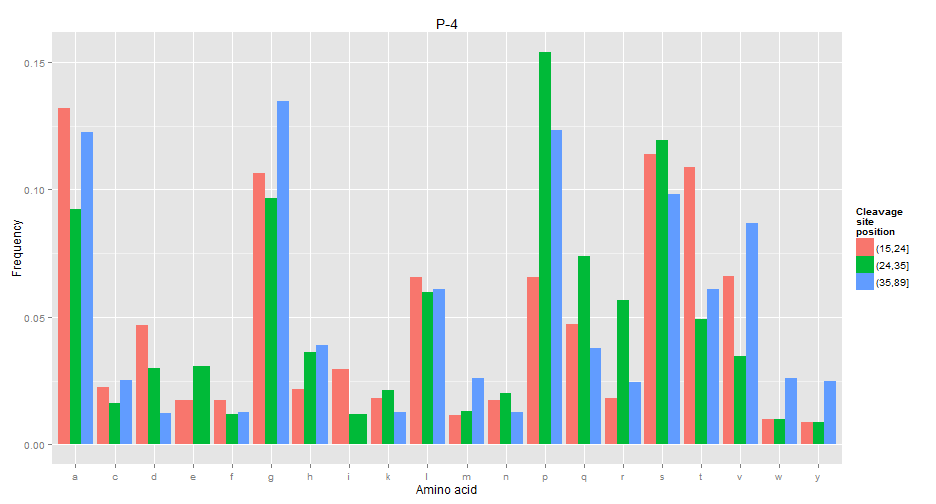 P-4
0.15
0.10
0.05
0.00
Frequency
a c d e f g h i k l m n p q r s t v w y
Amino acid
Cleavage
site
position
(15,24]
(24,35]
(35,89]